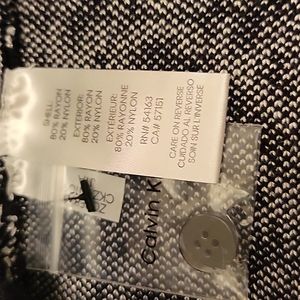 SHELL:
80% RAYON
20% NYLON
EXTERIOR:
80% RAYON
20% NYLON
EXTÉRIEUR:
80% RAYONNE
20% NYLON
RN# 54163
CA# 57151
CARE ON REVERSE
CUIDADO AL REVERSO
SOIN SUR L'INVERSE
Calvin K